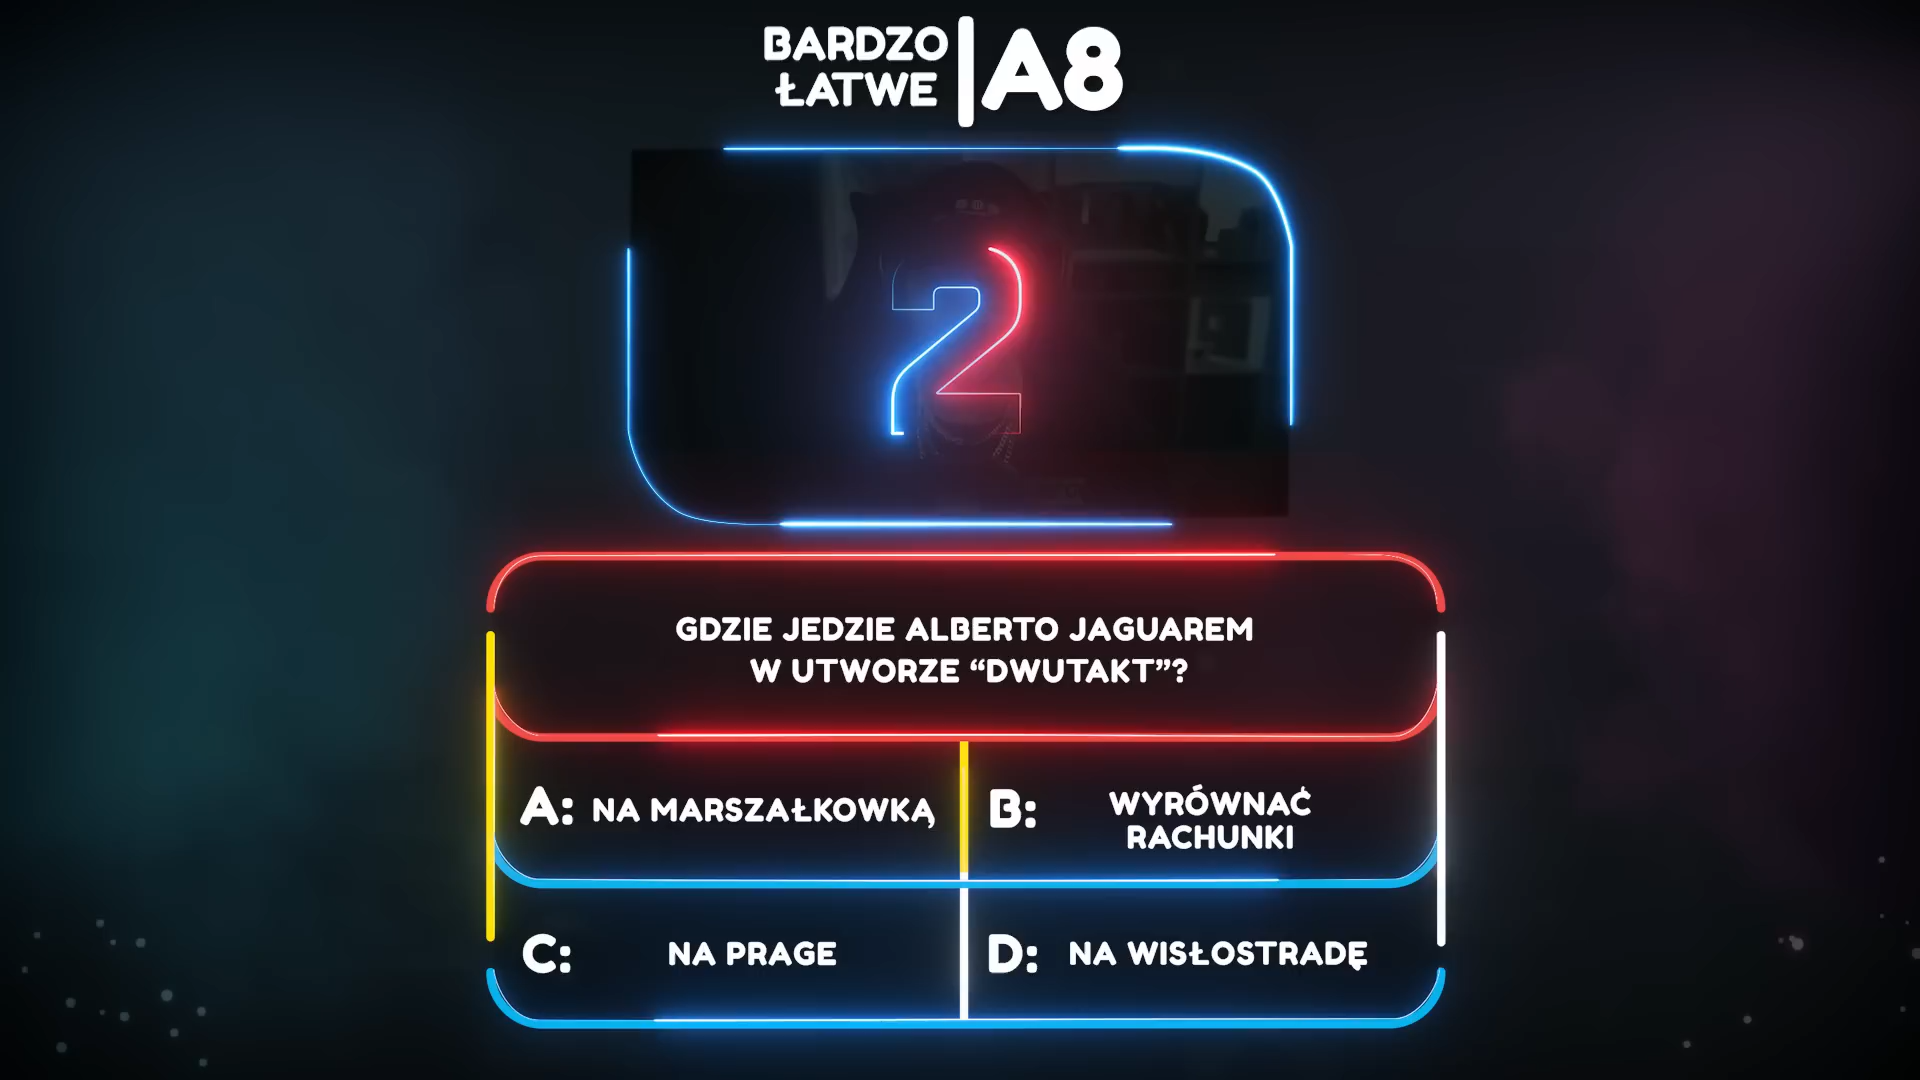 BARDZO
ŁATWE
A8
2
GDZIE JEDZIE ALBERTO JAGUAREM
W UTWORZE “DWUTAKT”?
A: NA MARSZAŁKOWKĄ
B: WYRÓWNAĆ
RACHUNKI
C: NA PRAGE
D: NA WISŁOSTRADĘ